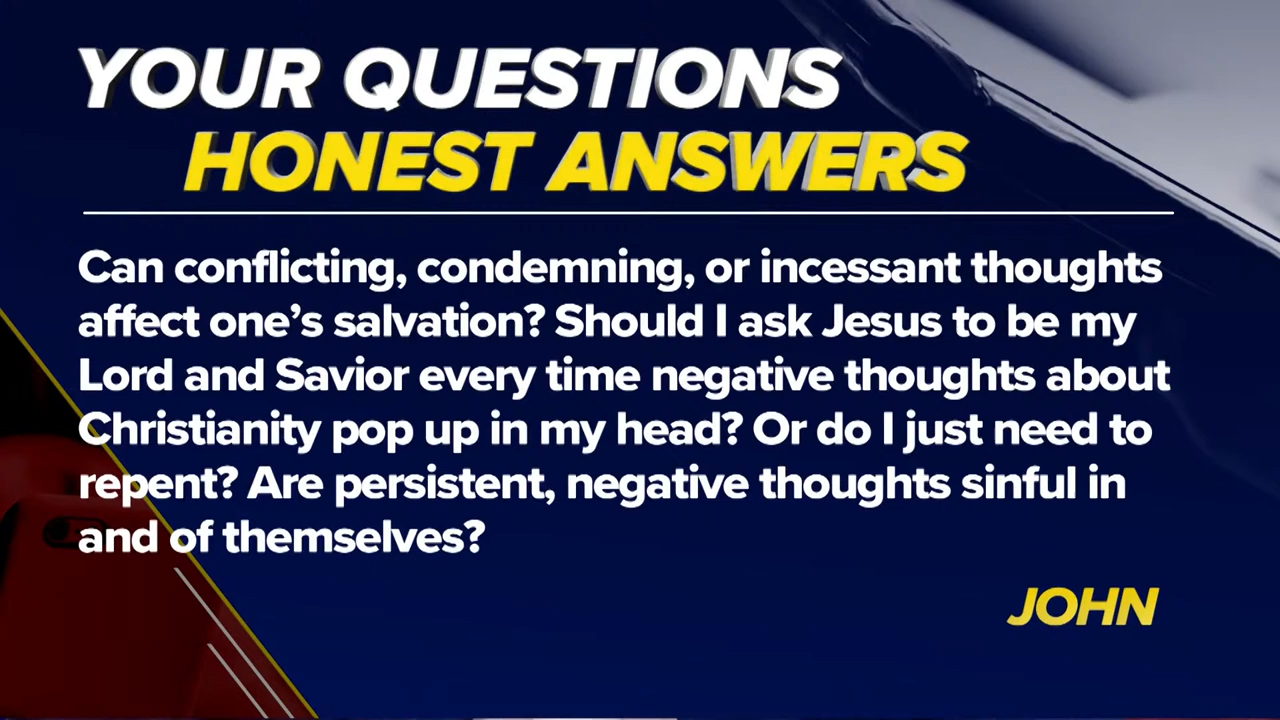 YOUR QUESTIONS
HONEST ANSWERS
Can conflicting, condemning, or incessant thoughts
affect one’s salvation? Should I ask Jesus to be my
Lord and Savior every time negative thoughts about
Christianity pop up in my head? Or do I just need to
repent? Are persistent, negative thoughts sinful in
and of themselves?
JOHN